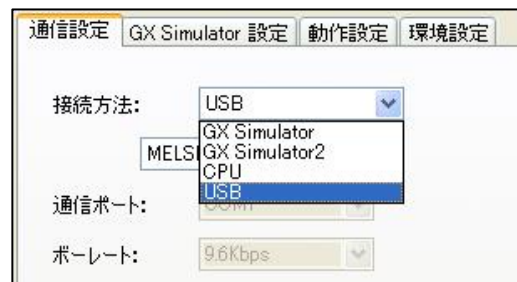 通信設定 GX Simulator 設定 動作設定 環境設定
接続方法: USB
GX Simulator
MELS GX Simulator2
CPU
USB
通信ポート:
ボーレート: 9.6Kbps